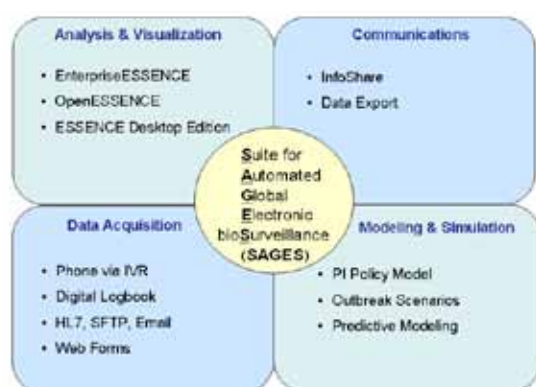 Analysis & Visualization
• EnterpriseESSENCE
• OpenESSENCE
• ESSENCE Desktop Edition
Communications
• InfoShare
• Data Export
Suite for
Automated
Global
Electronic
bioSurveillance
(SAGES)
Data Acquisition
• Phone via IVR
• Digital Logbook
• HL7, SFTP, Email
• Web Forms
Modeling & Simulation
• PI Policy Model
• Outbreak Scenarios
• Predictive Modeling